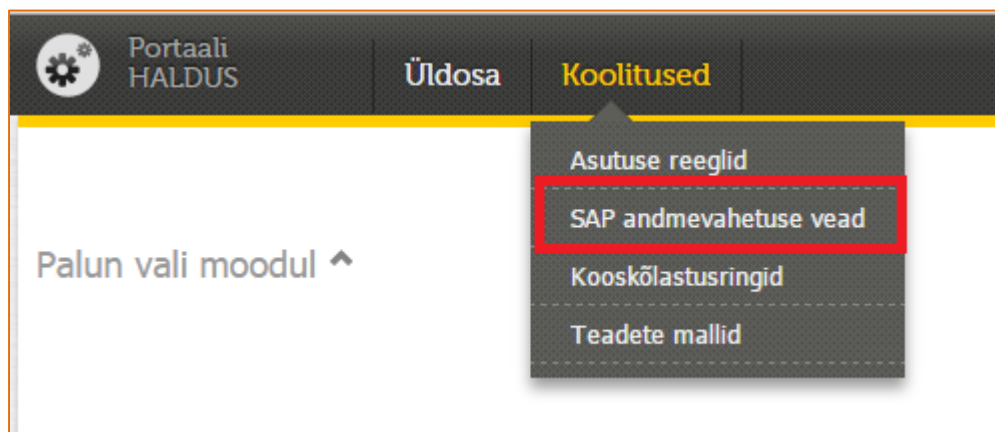 Portaali
HALDUS
Üldosa
Koolitused
Asutuse reeglid
SAP andmevahetuse vead
Palun vali moodul
Kooskõlastusringid
Teadete mallid